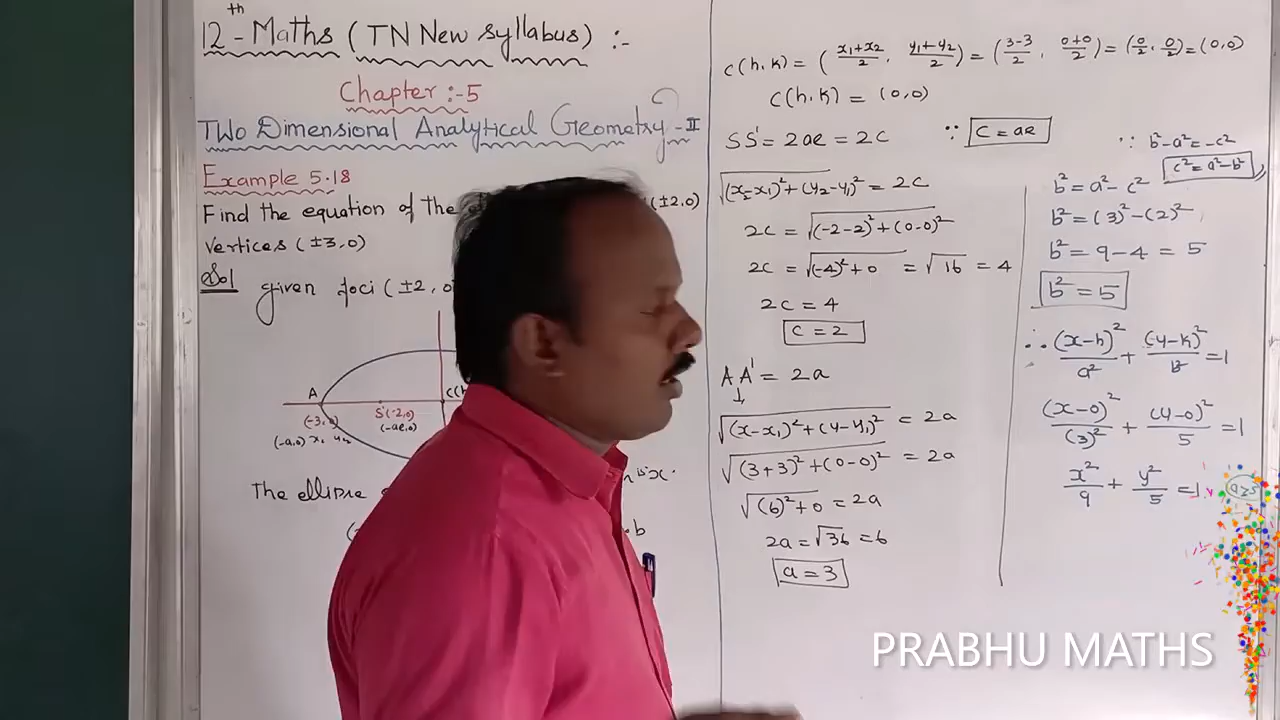 12th - Maths (TN New Syllabus) :-
Chapter :- 5
Two Dimensional Analytical Geometry - II
Example 5.18
Find the equation of the (±2,0)
Vertices (±3,0)
Sol
given foci (±2, 0
A
S'(-2,0)
C(h
(-3,0)
(-ae,0)
(-a,0) x₁ y₁
The ellipse
is x
b
C(h,k) = ( x₁+x₂/2 , y₁+y₂/2 ) = ( 3-3/2 , 0+0/2 ) = ( 0/2 , 0/2 ) = (0,0)
C(h,k) = (0,0)
SS' = 2ae = 2c ∵ c = ae
√(x₂-x₁)²+(y₂-y₁)² = 2c
2c = √(-2-2)²+(0-0)²
2c = √(-4)²+0 = √16 = 4
2c = 4
c = 2
AA' = 2a
√(x-x₁)²+(y-y₁)² = 2a
√(3+3)²+(0-0)² = 2a
√(6)²+0 = 2a
2a = √36 = 6
a = 3
∵ b²-a² = -c²
c² = a²-b²
b² = a² - c²
b² = (3)² - (2)²
b² = 9 - 4 = 5
b² = 5
∴ (x-h)²/a² + (y-k)²/b² = 1
(x-0)²/(3)² + (y-0)²/5 = 1
x²/9 + y²/5 = 1
PRABHU MATHS